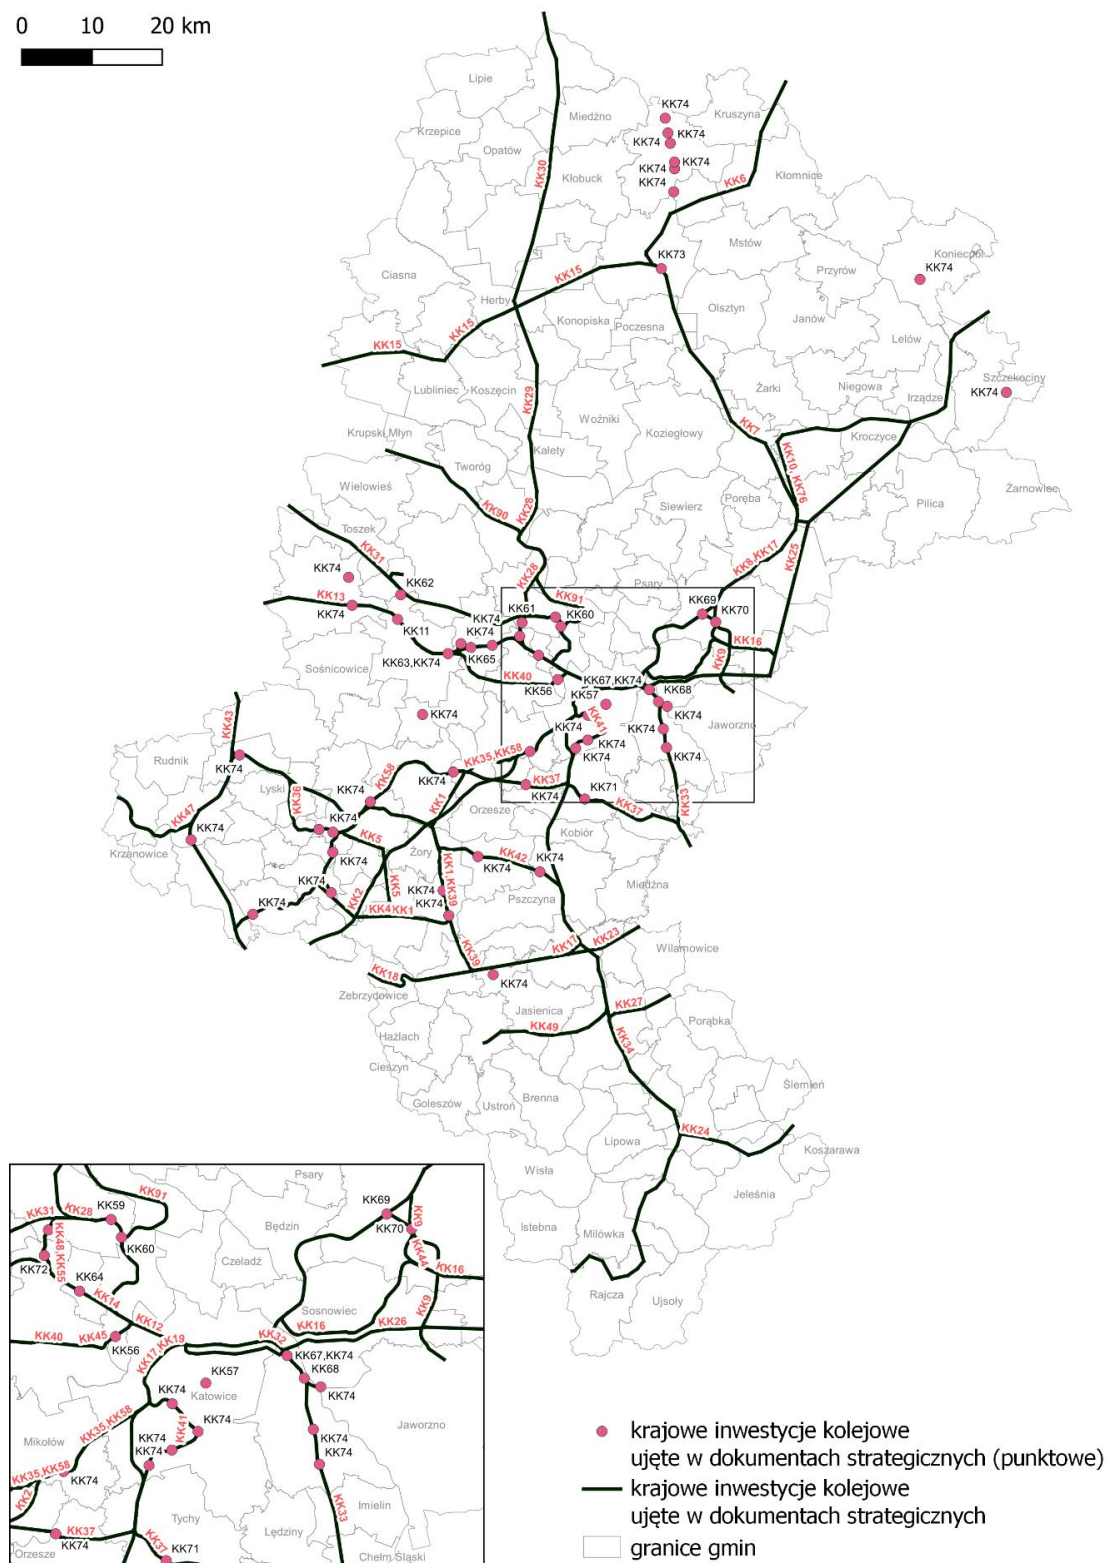 0 10 20 km
Lipie
Miedźno
KK74
Kruszyna
Krzepice
KK74
KK74
Opatów
KK30
Kłobuck
KK74
KK74
KK74
KK6
Kłomnice
Mstów
KK73
Ciasna
KK15
Przyrów
Koniecpol
KK74
Herby
Olsztyn
KK15
Konopiska
Poczesna
Janów
KK15
Lelów
Lubliniec
Koszęcin
KK29
Żarki
Niegowa
Szczekociny
Irządze
KK74
Woźniki
Krupski Młyn
Koziegłowy
KK7
Kroczyce
Kalety
Tworóg
KK10, KK76
Wielowieś
Poręba
Żarnowiec
Siewierz
Pilica
KK90
KK28
Toszek
KK31
KK8,KK17
KK25
KK74
KK28
Psary
KK62
KK91
KK13
KK69
KK74
KK61
KK60
KK70
KK74
KK11
KK74
KK16
KK63,KK74
KK65
KK9
Sośnicowice
KK40
KK67,KK74
KK56
KK68
KK57
KK74
KK74
KK41
Jaworzno
KK43
KK74
KK74
KK74
KK74
KK74
Rudnik
KK35,KK58
KK74
KK58
KK74
KK37
Lyski
KK74
KK74
KK71
KK36
KK1
Orzesze
KK37
KK33
KK47
KK74
KK74
Kobiór
KK5
Krzanowice
KK74
Żory
KK42
KK74
KK74
KK1,KK39
KK74
KK74
Miedźna
KK5
KK2
KK74
KK74
KK4
KK1
Pszczyna
KK39
KK17
KK23
Wilamowice
KK18
KK74
Zebrzydowice
Jasienica
KK27
Porąbka
KK49
Hażlach
KK34
Cieszyn
Ślemień
Goleszów
Ustroń
Brenna
KK24
Lipowa
Koszarawa
Wisła
Jeleśnia
Istebna
Milówka
Rajcza
Ujsoły
Psary
KK91
KK59
KK69
KK31
KK28
Będzin
KK9
KK70
KK60
KK48,KK55
KK44
KK72
Czeladź
KK64
KK16
KK14
Sosnowiec
KK9
KK12
KK16
KK26
KK40
KK45
KK32
KK56
KK17,KK19
KK67,KK74
KK57
KK68
KK74
Katowice
KK74
KK35,KK58
KK41
KK74
Jaworzno
Mikołów
KK74
KK74
KK74
KK74
KK35,KK58
KK74
KK2
Imielin
KK33
Tychy
Lędziny
KK37
KK74
KK37
KK71
Orzesze
Chełm Śląski
krajowe inwestycje kolejowe
ujęte w dokumentach strategicznych (punktowe)
krajowe inwestycje kolejowe
ujęte w dokumentach strategicznych
granice gmin